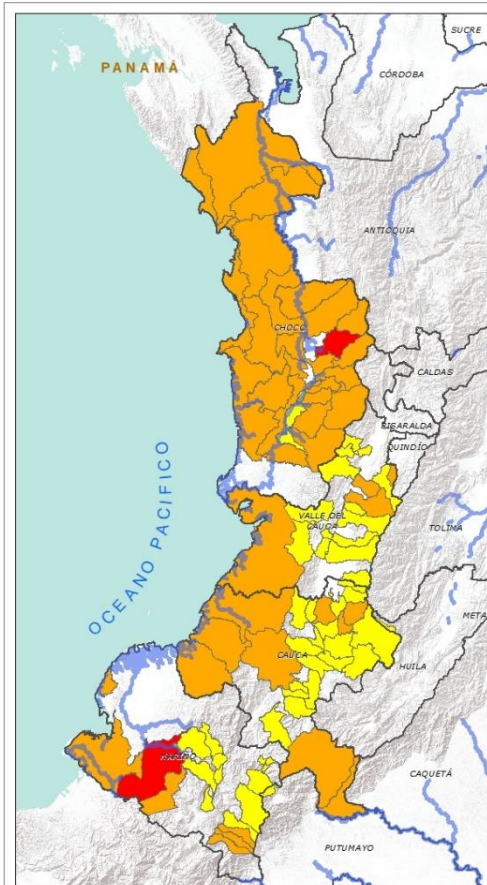 SUCRE
PANAMÁ
CÓRDOBA
ANTIOQUIA
CHOCÓ
CALDAS
RISARALDA
QUINDÍO
OCEANO PACIFICO
VALLE DEL
CAUCA
TOLIMA
META
CAUCA
HUILA
NARIÑO
CAQUETÁ
PUTUMAYO